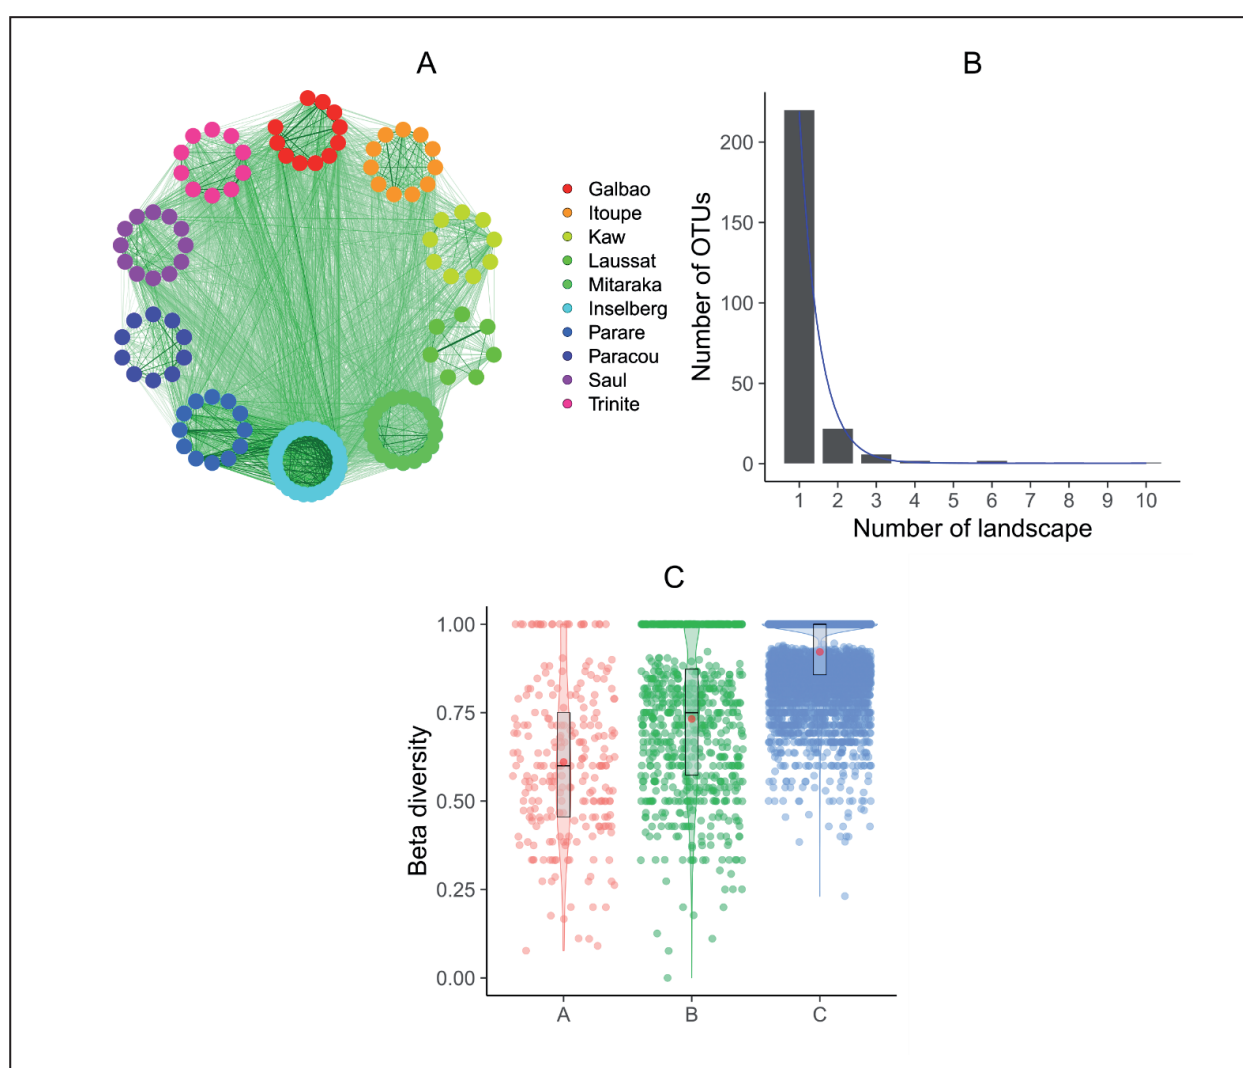 A
Galbao
Itoupe
Kaw
Laussat
Mitaraka
Inselberg
Parare
Paracou
Saul
Trinite
B
Number of OTUs
200
150
100
50
0
1 2 3 4 5 6 7 8 9 10
Number of landscape
C
Beta diversity
1.00
0.75
0.50
0.25
0.00
A B C